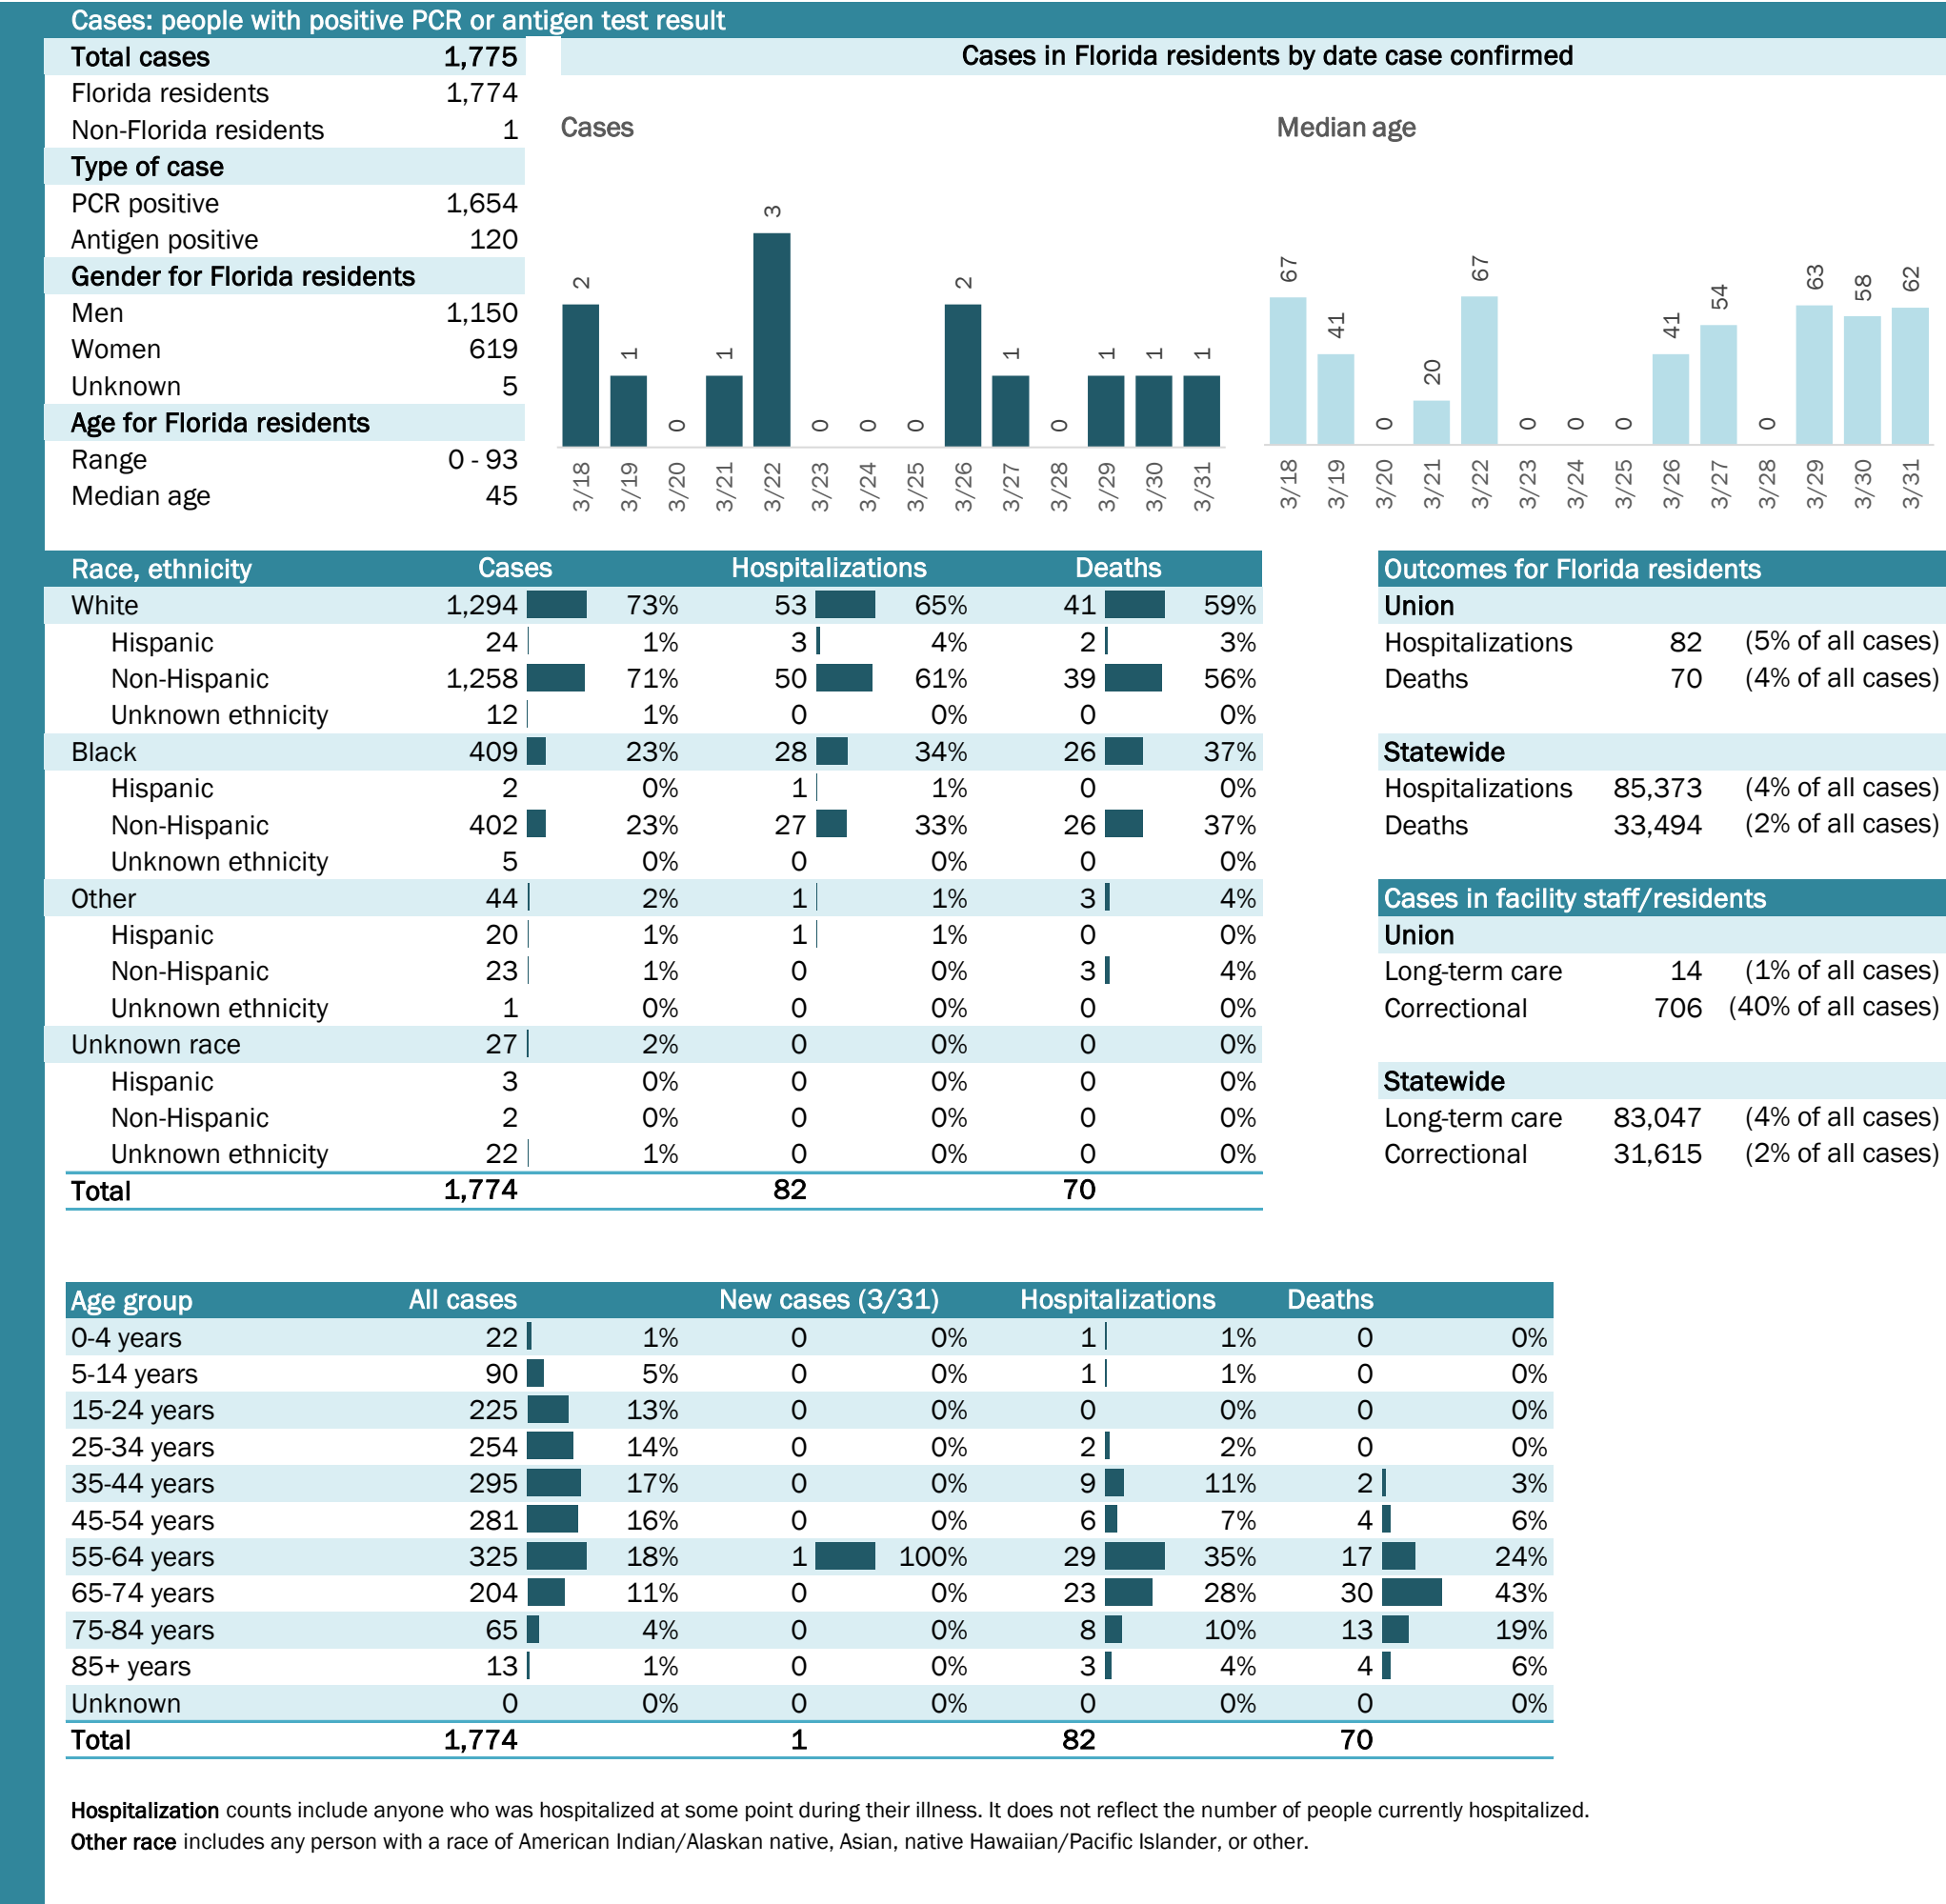 Cases: people with positive PCR or antigen test result
Total cases 1,775
Florida residents 1,774
Non-Florida residents 1
Type of case
PCR positive 1,654
Antigen positive 120
Gender for Florida residents
Men 1,150
Women 619
Unknown 5
Age for Florida residents
Range 0 - 93
Median age 45
Cases in Florida residents by date case confirmed
Cases
2 1 0 1 3 0 0 0 2 1 0 1 1 1
3/18 3/19 3/20 3/21 3/22 3/23 3/24 3/25 3/26 3/27 3/28 3/29 3/30 3/31
Median age
67 41 0 20 67 0 0 0 41 54 0 63 58 62
3/18 3/19 3/20 3/21 3/22 3/23 3/24 3/25 3/26 3/27 3/28 3/29 3/30 3/31
Race, ethnicity Cases Hospitalizations Deaths
White 1,294 73% 53 65% 41 59%
Hispanic 24 1% 3 4% 2 3%
Non-Hispanic 1,258 71% 50 61% 39 56%
Unknown ethnicity 12 1% 0 0% 0 0%
Black 409 23% 28 34% 26 37%
Hispanic 2 0% 1 1% 0 0%
Non-Hispanic 402 23% 27 33% 26 37%
Unknown ethnicity 5 0% 0 0% 0 0%
Other 44 2% 1 1% 3 4%
Hispanic 20 1% 1 1% 0 0%
Non-Hispanic 23 1% 0 0% 3 4%
Unknown ethnicity 1 0% 0 0% 0 0%
Unknown race 27 2% 0 0% 0 0%
Hispanic 3 0% 0 0% 0 0%
Non-Hispanic 2 0% 0 0% 0 0%
Unknown ethnicity 22 1% 0 0% 0 0%
Total 1,774 82 70
Outcomes for Florida residents
Union
Hospitalizations 82 (5% of all cases)
Deaths 70 (4% of all cases)
Statewide
Hospitalizations 85,373 (4% of all cases)
Deaths 33,494 (2% of all cases)
Cases in facility staff/residents
Union
Long-term care 14 (1% of all cases)
Correctional 706 (40% of all cases)
Statewide
Long-term care 83,047 (4% of all cases)
Correctional 31,615 (2% of all cases)
Age group All cases New cases (3/31) Hospitalizations Deaths
0-4 years 22 1% 0 0% 1 1% 0 0%
5-14 years 90 5% 0 0% 1 1% 0 0%
15-24 years 225 13% 0 0% 0 0% 0 0%
25-34 years 254 14% 0 0% 2 2% 0 0%
35-44 years 295 17% 0 0% 9 11% 2 3%
45-54 years 281 16% 0 0% 6 7% 4 6%
55-64 years 325 18% 1 100% 29 35% 17 24%
65-74 years 204 11% 0 0% 23 28% 30 43%
75-84 years 65 4% 0 0% 8 10% 13 19%
85+ years 13 1% 0 0% 3 4% 4 6%
Unknown 0 0% 0 0% 0 0% 0 0%
Total 1,774 1 82 70
Hospitalization counts include anyone who was hospitalized at some point during their illness. It does not reflect the number of people currently hospitalized.
Other race includes any person with a race of American Indian/Alaskan native, Asian, native Hawaiian/Pacific Islander, or other.